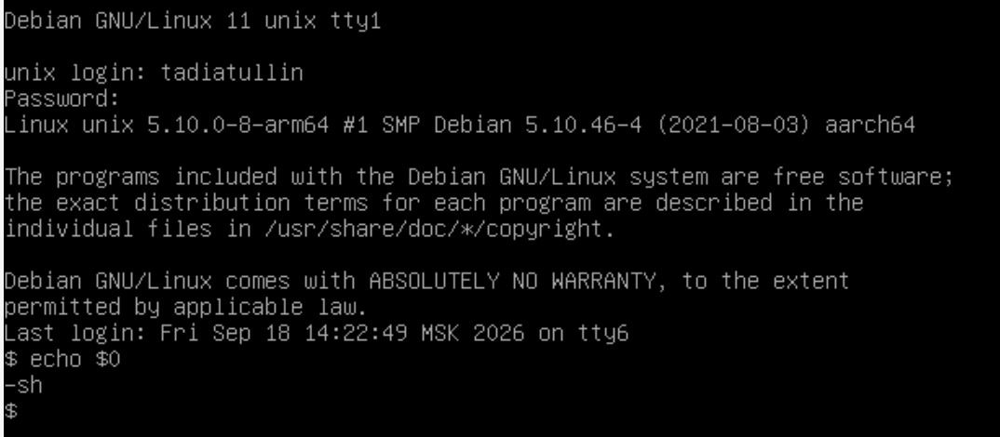 Debian GNU/Linux 11 unix tty1
unix login: tadiatullin
Password:
Linux unix 5.10.0-8-arm64 #1 SMP Debian 5.10.46-4 (2021-08-03) aarch64
The programs included with the Debian GNU/Linux system are free software;
the exact distribution terms for each program are described in the
individual files in /usr/share/doc/*/copyright.
Debian GNU/Linux comes with ABSOLUTELY NO WARRANTY, to the extent
permitted by applicable law.
Last login: Fri Sep 18 14:22:49 MSK 2026 on tty6
$ echo $0
-sh
$